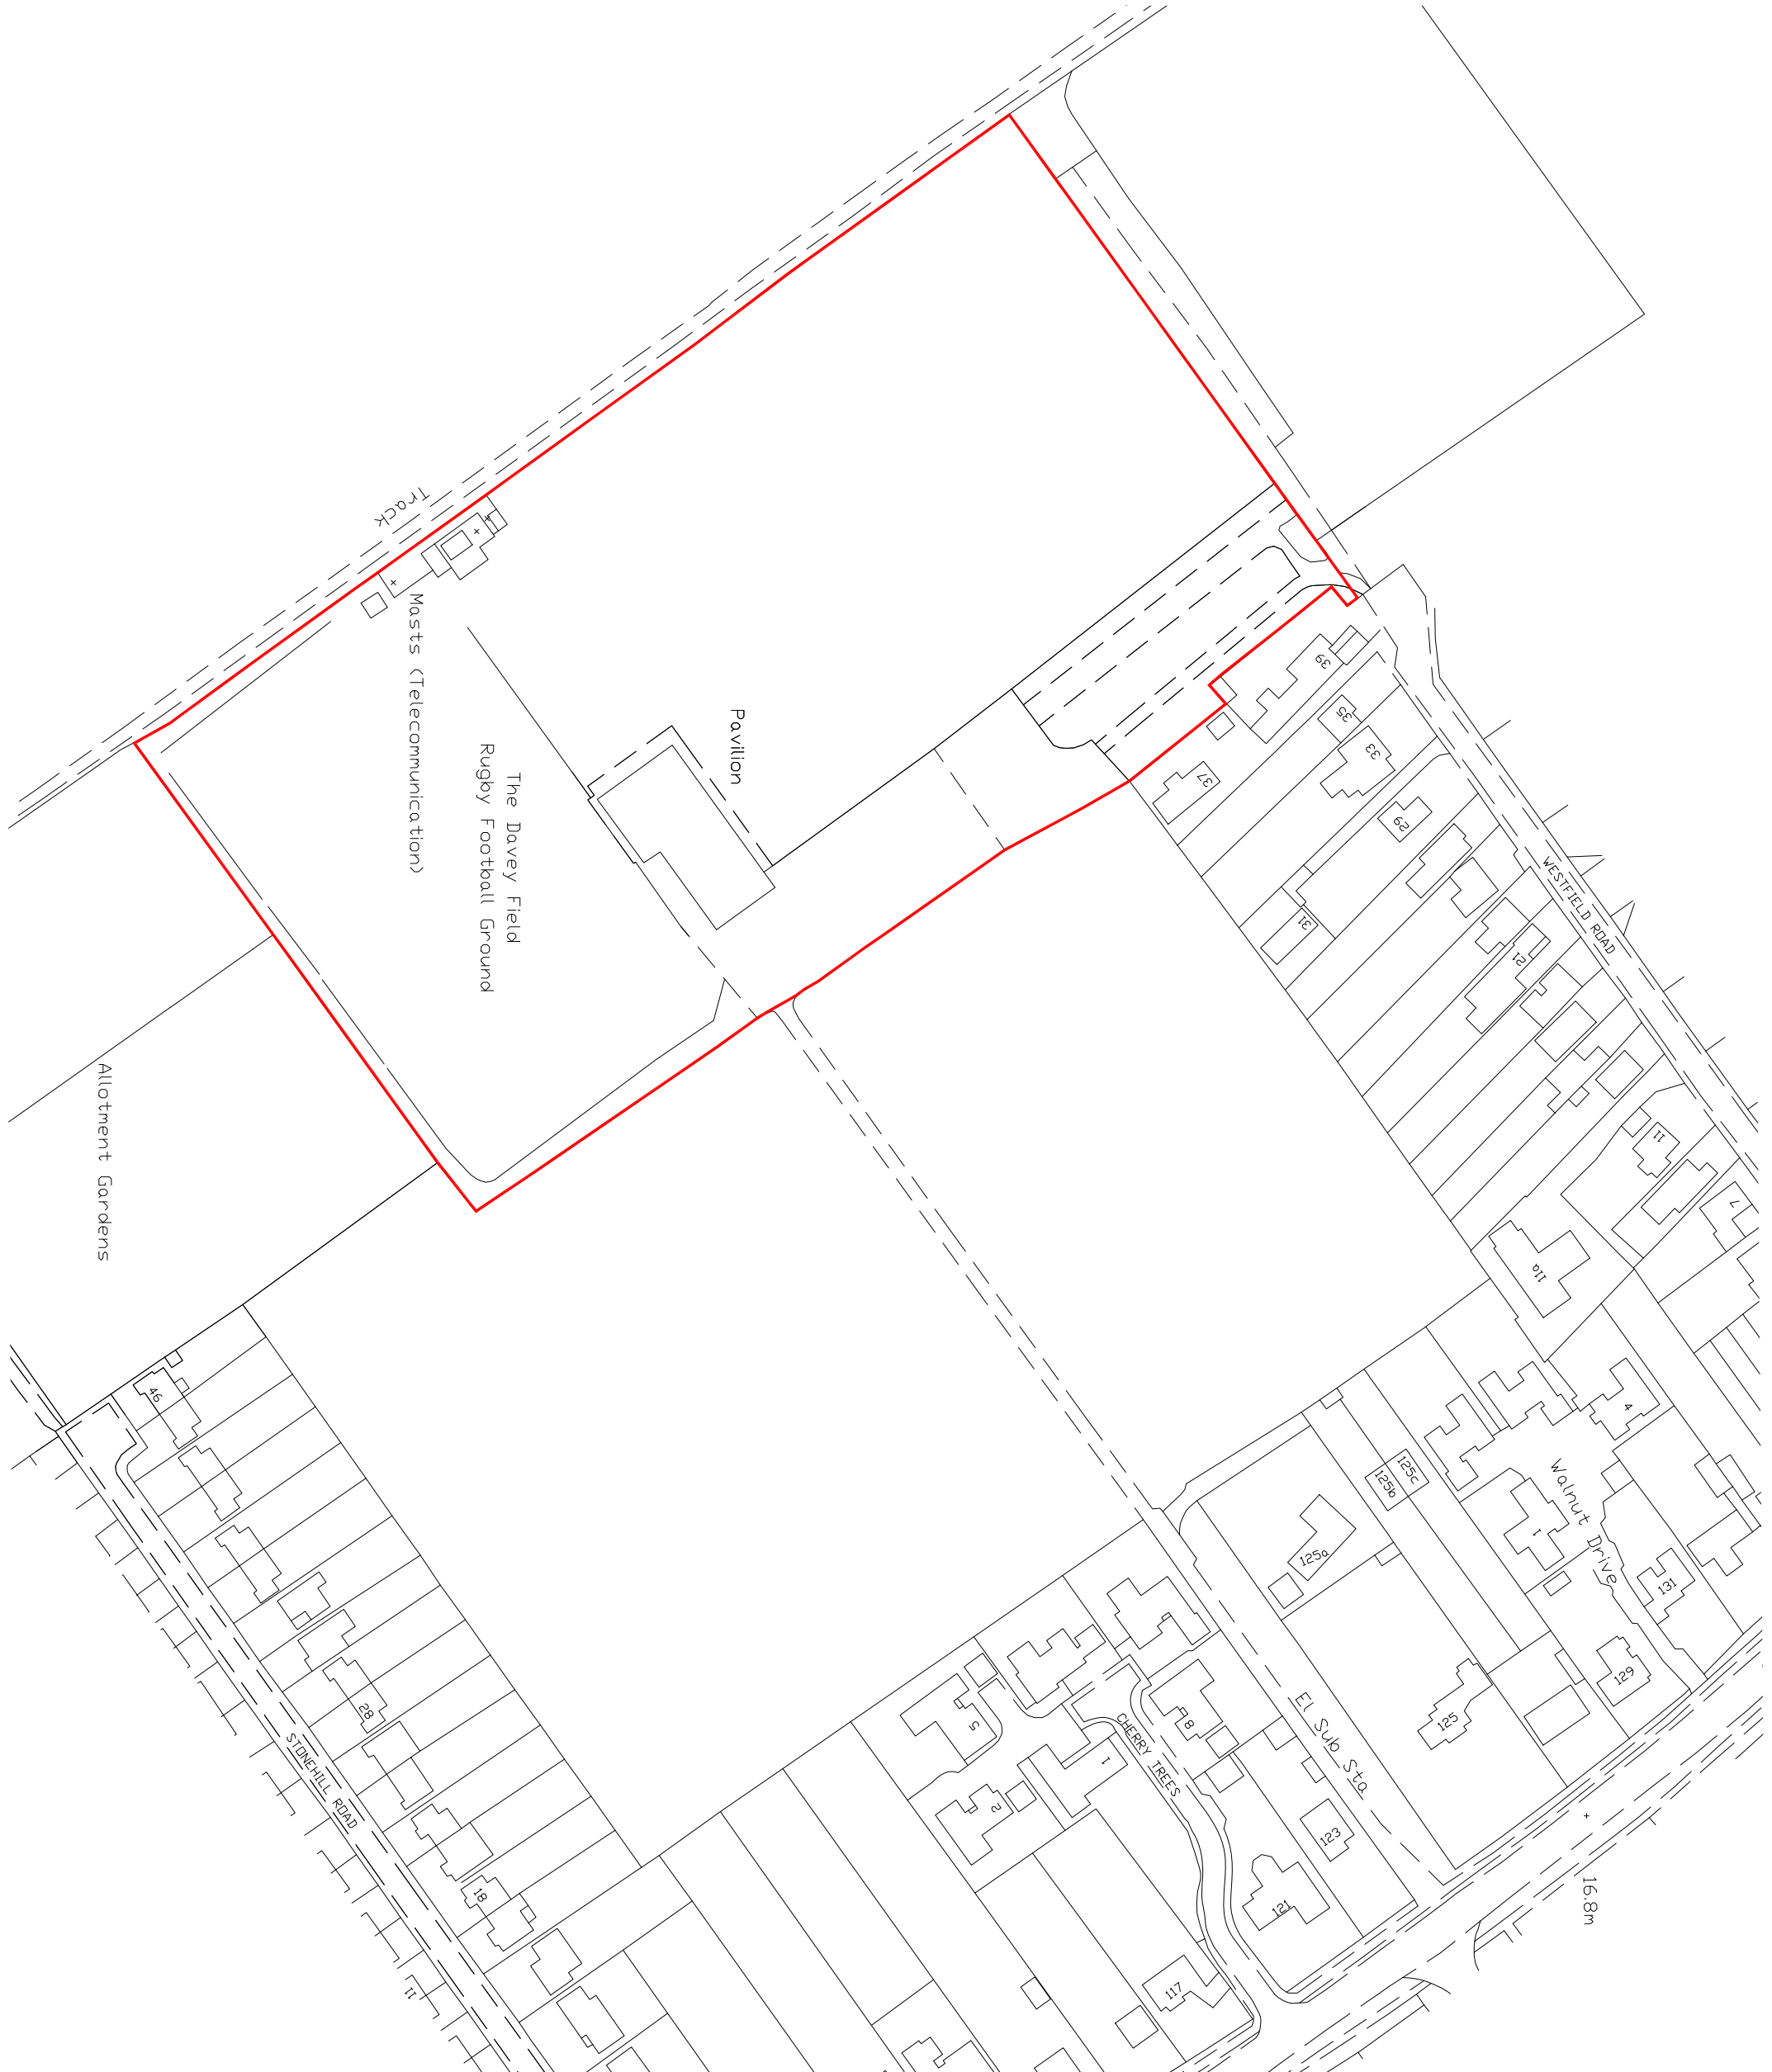 Track
Masts (Telecommunication)
The Davey Field
Rugby Football Ground
Pavilion
Allotment Gardens
39
35
33
37
29
31
21
WESTFIELD ROAD
11
7
11a
4
Walnut Drive
1
131
129
125c
125b
125a
125
El Sub Sta
123
121
117
CHERRY TREES
8
5
1
2
16.8m
46
28
18
11
STONEHILL ROAD